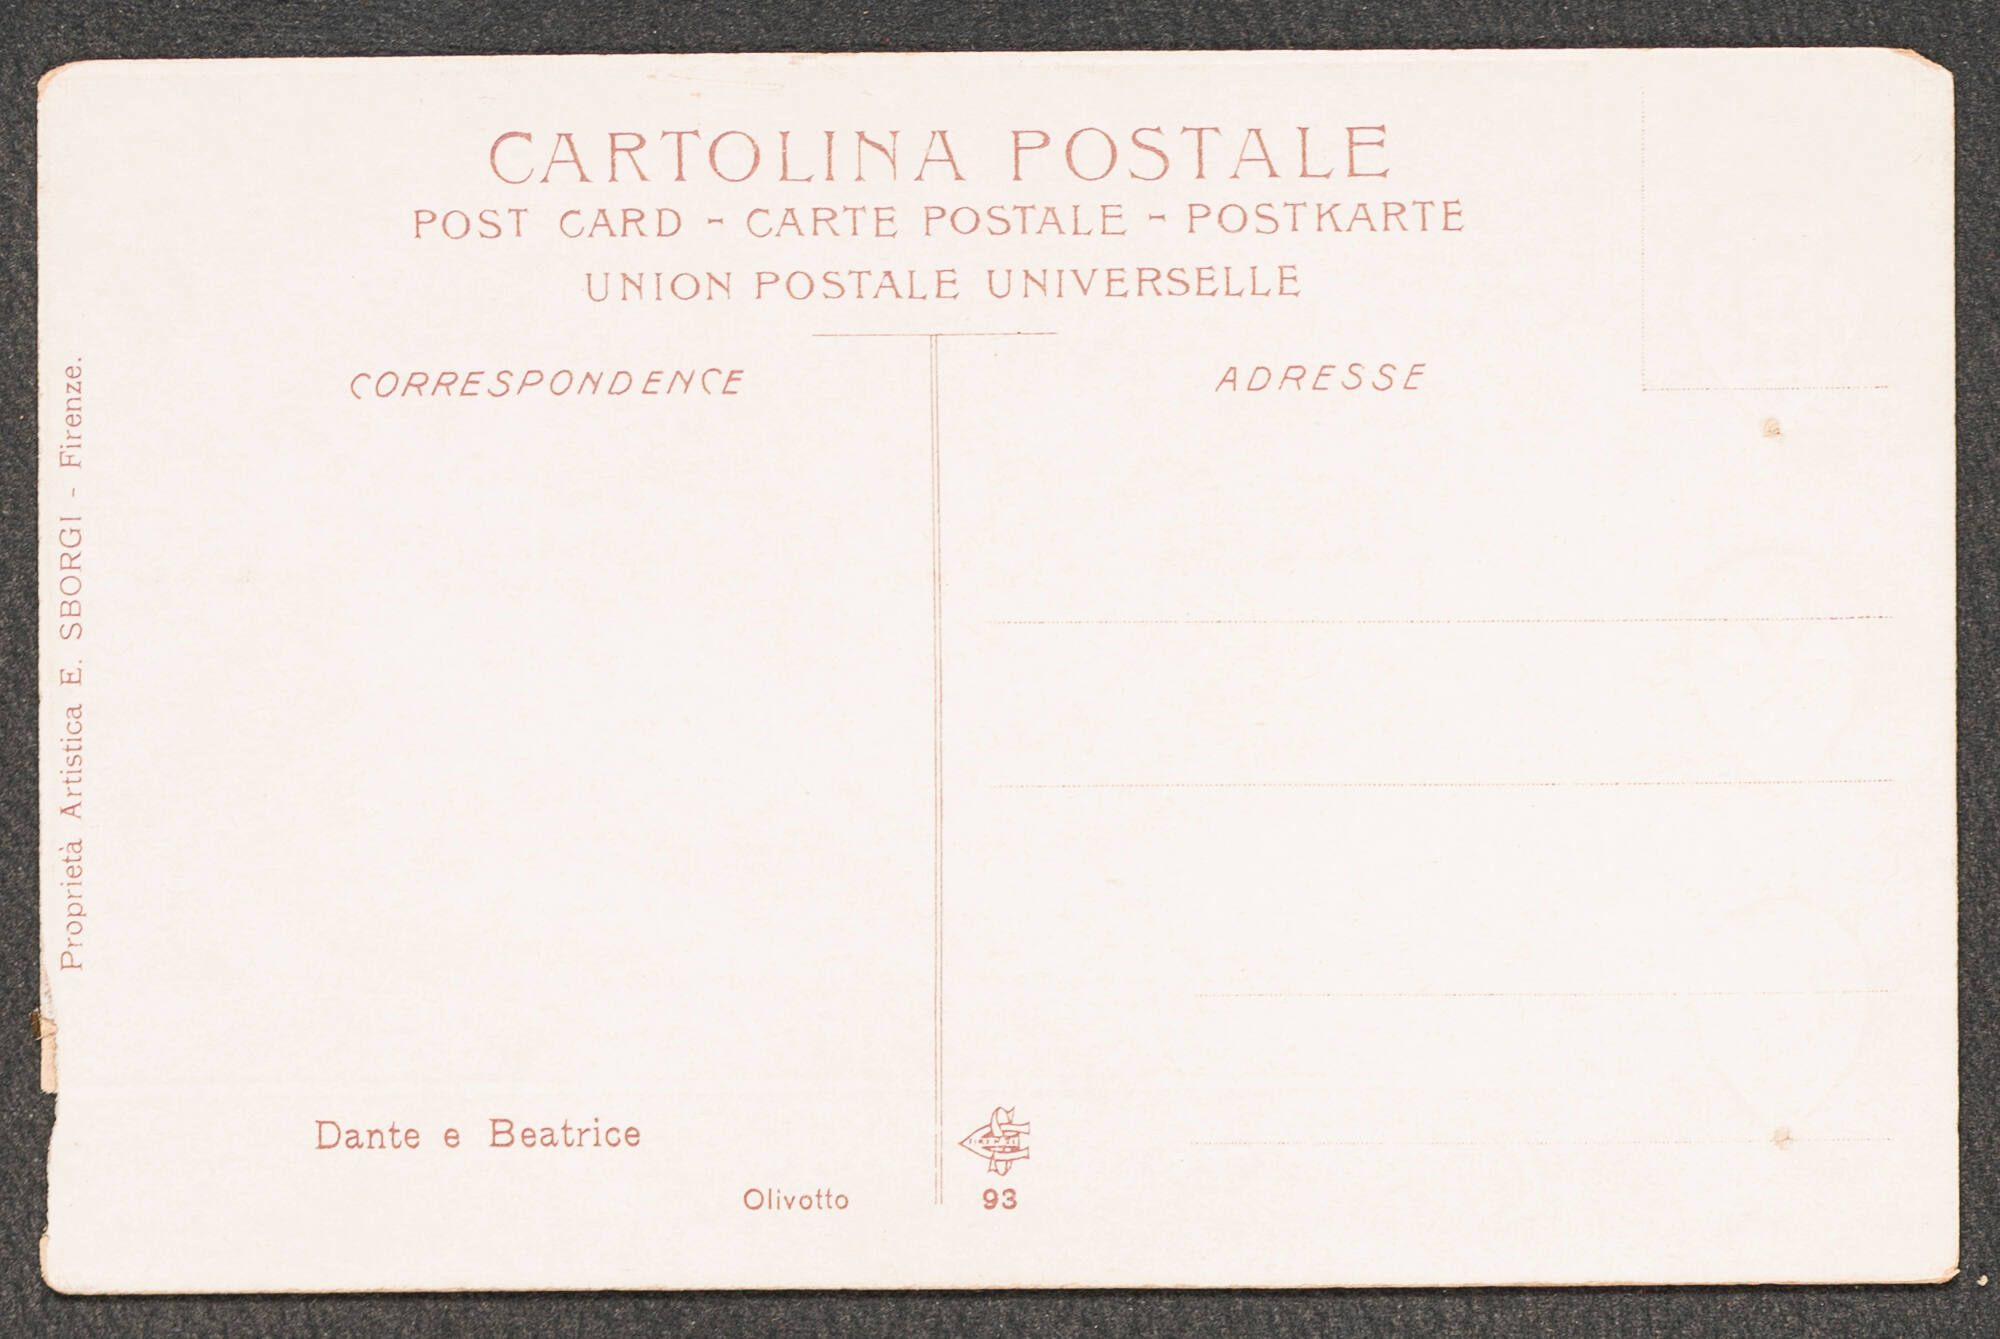 CARTOLINA POSTALE
POST CARD - CARTE POSTALE - POSTKARTE
UNION POSTALE UNIVERSELLE
CORRESPONDENCE
ADRESSE
Proprietà Artistica E. SBORGI - Firenze.
Dante e Beatrice
Olivotto
93